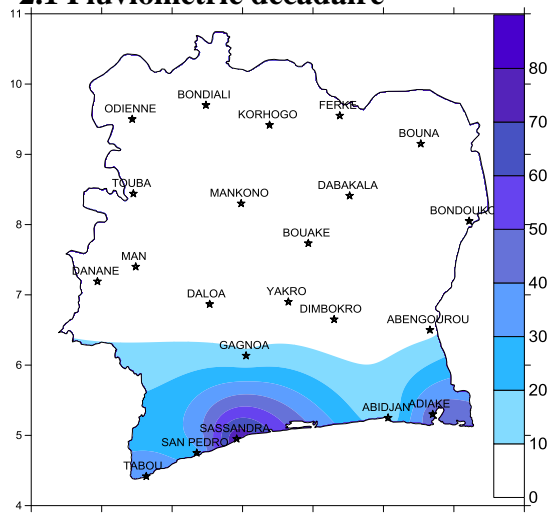 2.1 Pluviométrie décadaire
11
10
9
8
7
6
5
4
BONDIALI
ODIENNE
KORHOGO
FERKE
BOUNA
TOUBA
MANKONO
DABAKALA
BONDOUKO
BOUAKE
MAN
DANANE
DALOA
YAKRO
DIMBOKRO
ABENGOUROU
GAGNOA
ABIDJAN
ADIAKE
SASSANDRA
SAN PEDRO
TABOU
80
70
60
50
40
30
20
10
0